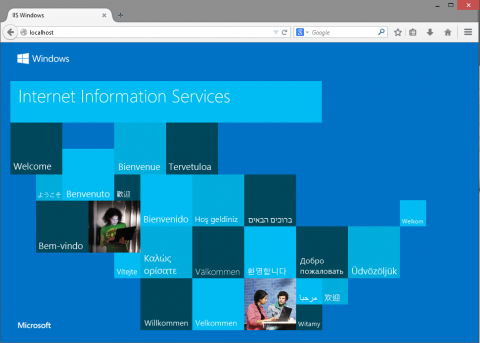 IIS Windows
localhost
Google
Windows
Internet Information Services
Welcome
Bienvenue
Tervetuloa
ようこそ
Benvenuto
歡迎
Bienvenido
Hoş geldiniz
ברוכים הבאים
Welkom
Bem-vindo
Vítejte
Καλώς
ορίσατε
Välkommen
환영합니다
Добро
пожаловать
Üdvözöljük
Willkommen
Velkommen
مرحبا
欢迎
Witamy
Microsoft